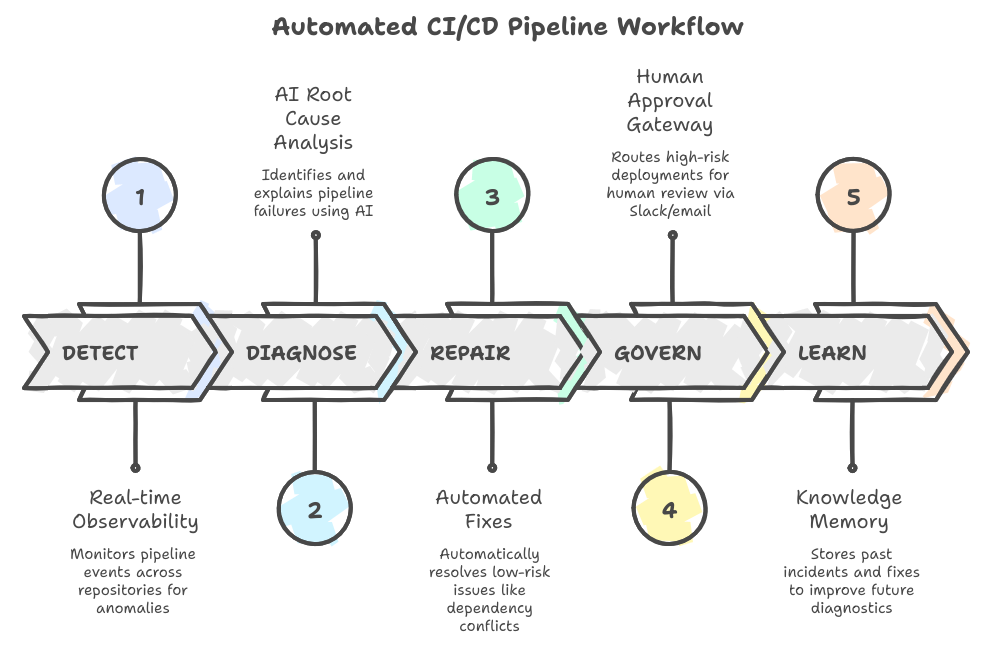 Automated CI/CD Pipeline Workflow
1
DETECT
Real-time
Observability
Monitors pipeline
events across
repositories for
anomalies
AI Root
Cause
Analysis
Identifies and
explains pipeline
failures using AI
DIAGNOSE
2
3
REPAIR
Automated
Fixes
Automatically
resolves low-risk
issues like
dependency
conflicts
Human
Approval
Gateway
Routes high-risk
deployments for
human review via
Slack/email
GOVERN
4
5
LEARN
Knowledge
Memory
Stores past
incidents and fixes
to improve future
diagnostics